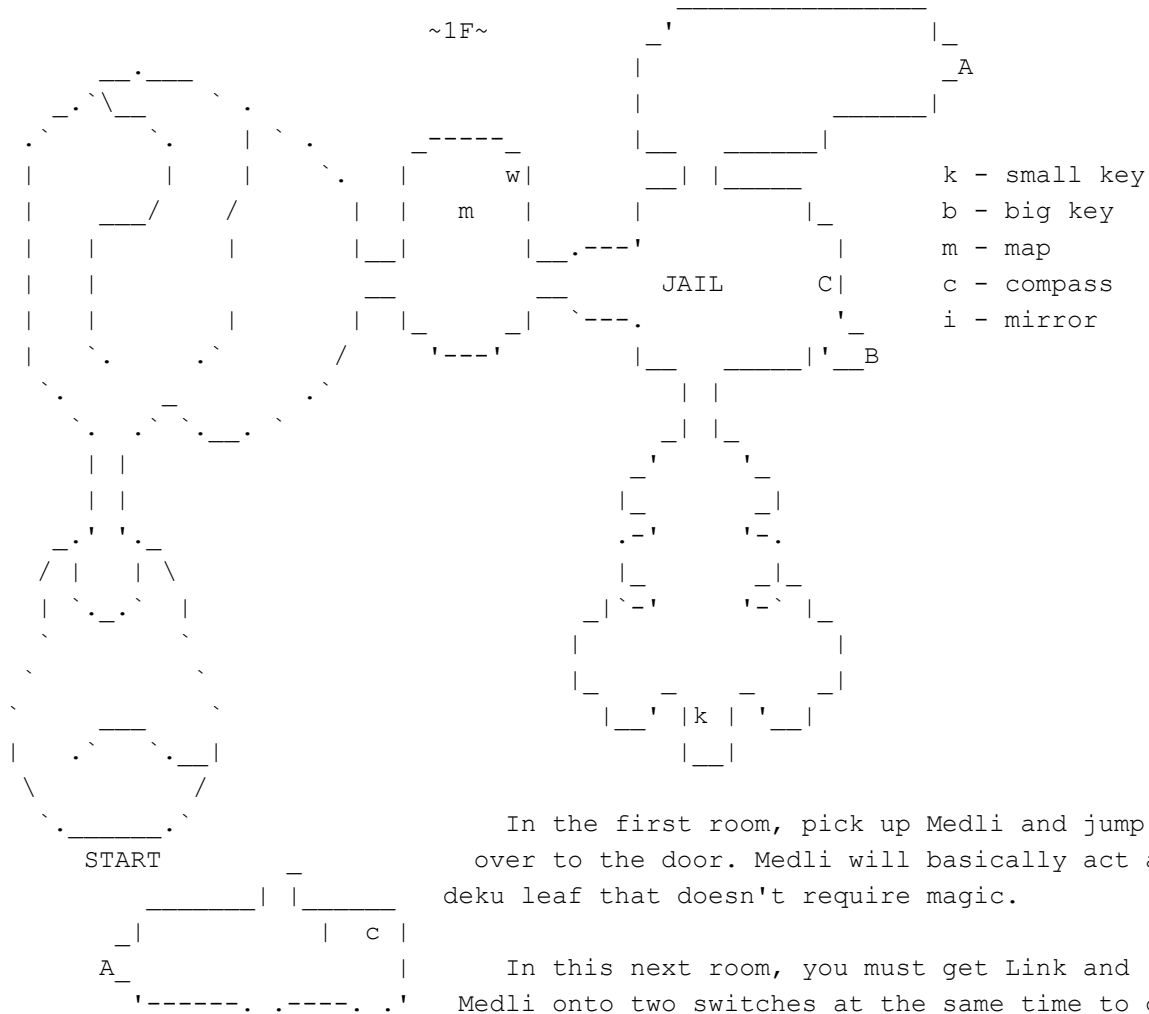 ~1F~
A
w
k - small key
m
b - big key
m - map
JAIL C
c - compass
i - mirror
B
k
In the first room, pick up Medli and jump
START over to the door. Medli will basically act a
deku leaf that doesn't require magic.
c
A In this next room, you must get Link and
Medli onto two switches at the same time to